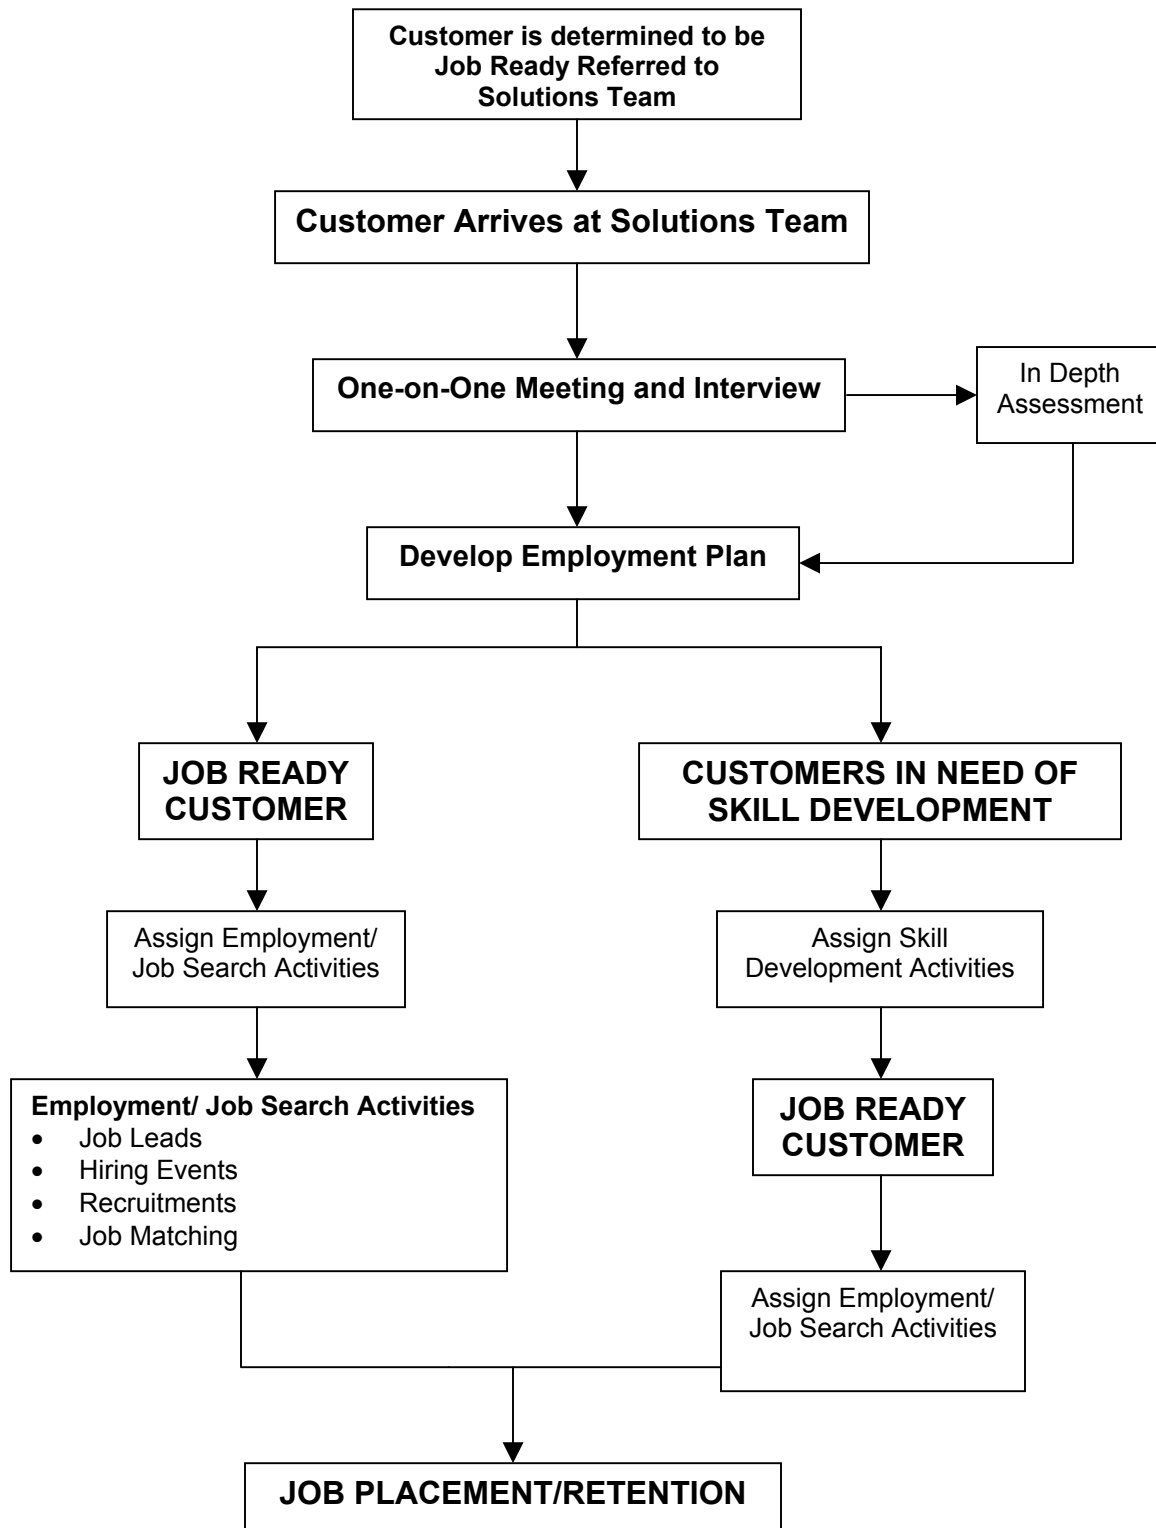 Customer is determined to be
Job Ready Referred to
Solutions Team
Customer Arrives at Solutions Team
One-on-One Meeting and Interview
In Depth
Assessment
Develop Employment Plan
JOB READY
CUSTOMER
CUSTOMERS IN NEED OF
SKILL DEVELOPMENT
Assign Employment/
Job Search Activities
Assign Skill
Development Activities
Employment/ Job Search Activities
• Job Leads
• Hiring Events
• Recruitments
• Job Matching
JOB READY
CUSTOMER
Assign Employment/
Job Search Activities
JOB PLACEMENT/RETENTION